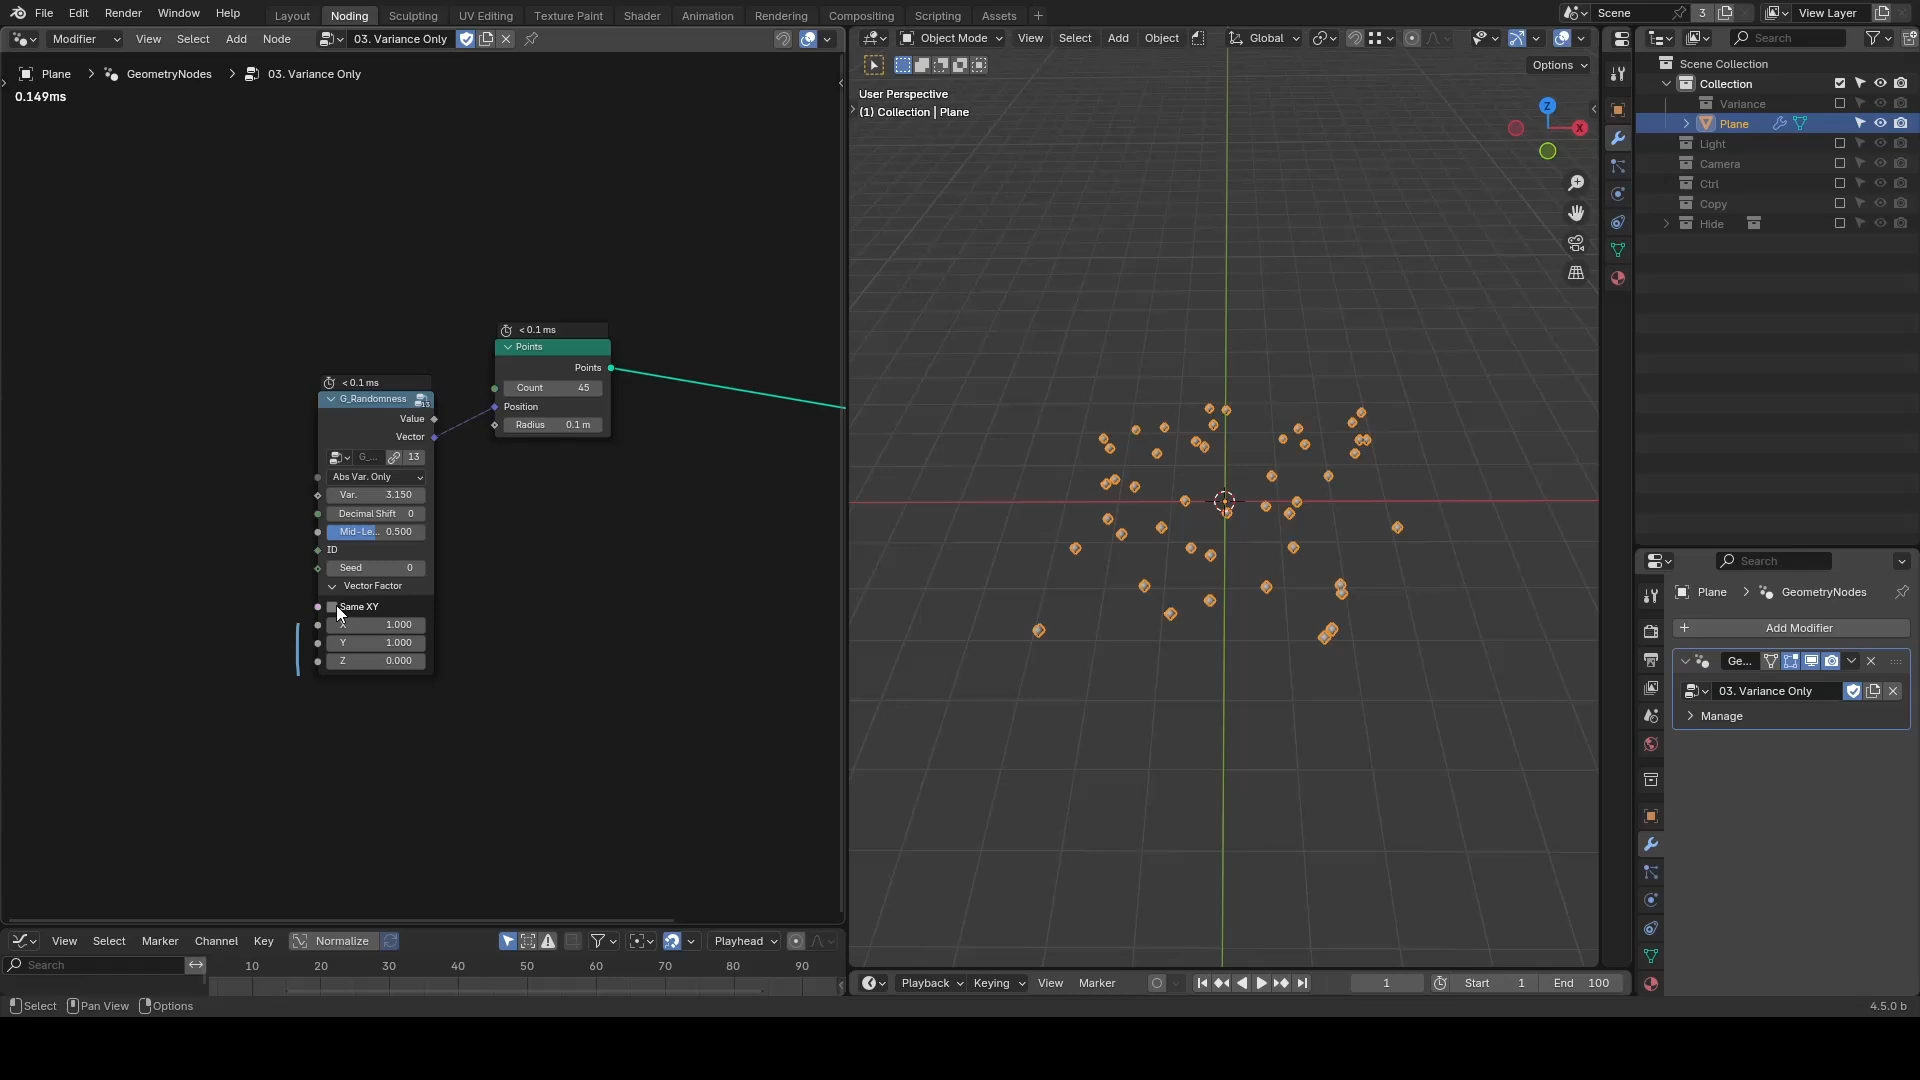 File Edit Render Window Help Layout Noding Sculpting UV Editing Texture Paint Shader Animation Rendering Compositing Scripting Assets Scene 3 View Layer
Modifier View Select Add Node 03. Variance Only
Object Mode View Select Add Object Global
Search
Plane GeometryNodes 03. Variance Only
0.149ms
Options
User Perspective
(1) Collection | Plane
Z
X
Scene Collection
Collection
Variance
Plane
Light
Camera
Ctrl
Copy
Hide
< 0.1 ms
Points
Points
Count 45
Position
Radius 0.1 m
< 0.1 ms
G_Randomness 13
Value
Vector
G_... 13
Abs Var. Only
Var. 3.150
Decimal Shift 0
Mid-Le... 0.500
ID
Seed 0
Vector Factor
Same XY
X 1.000
Y 1.000
Z 0.000
Search
Plane GeometryNodes
Add Modifier
Ge...
03. Variance Only
Manage
View Select Marker Channel Key Normalize Playhead
Search
10 20 30 40 50 60 70 80 90
Playback Keying View Marker 1 Start 1 End 100
Select Pan View Options
4.5.0 b